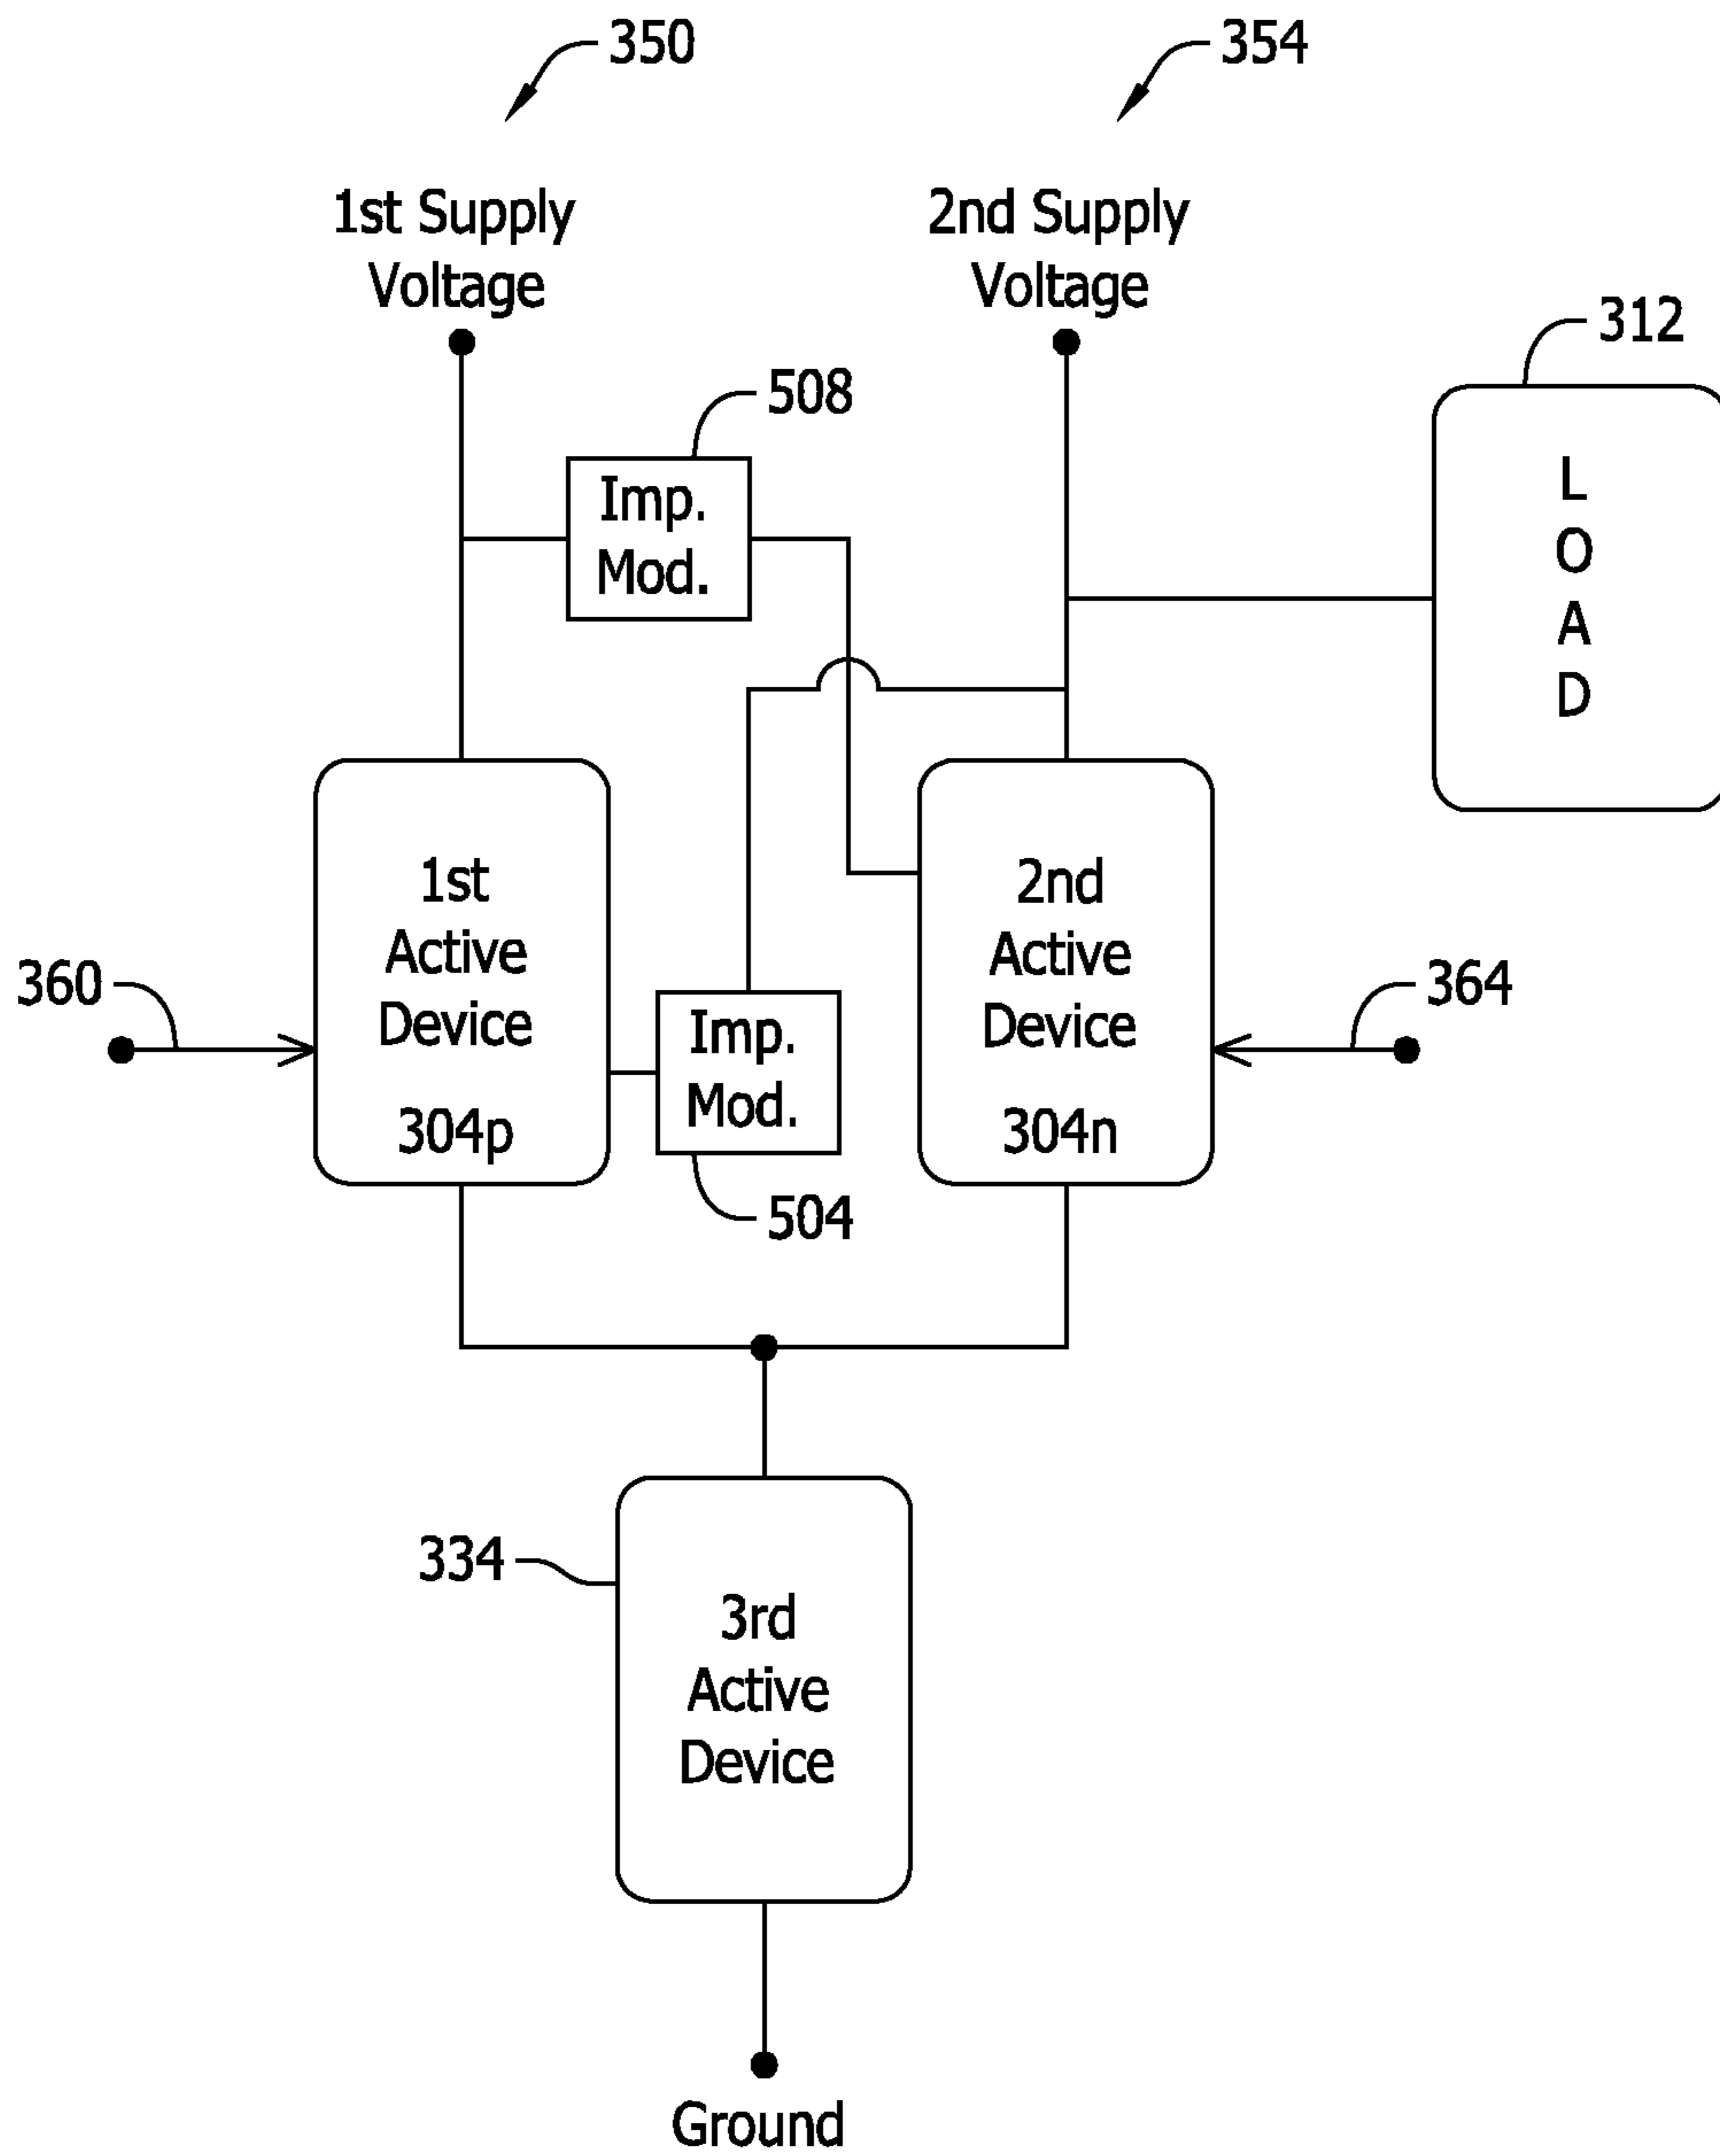 350
354
1st Supply
Voltage
2nd Supply
Voltage
312
508
Imp.
Mod.
L
O
A
D
1st
Active
Device
304p
2nd
Active
Device
304n
360
364
Imp.
Mod.
504
334
3rd
Active
Device
Ground